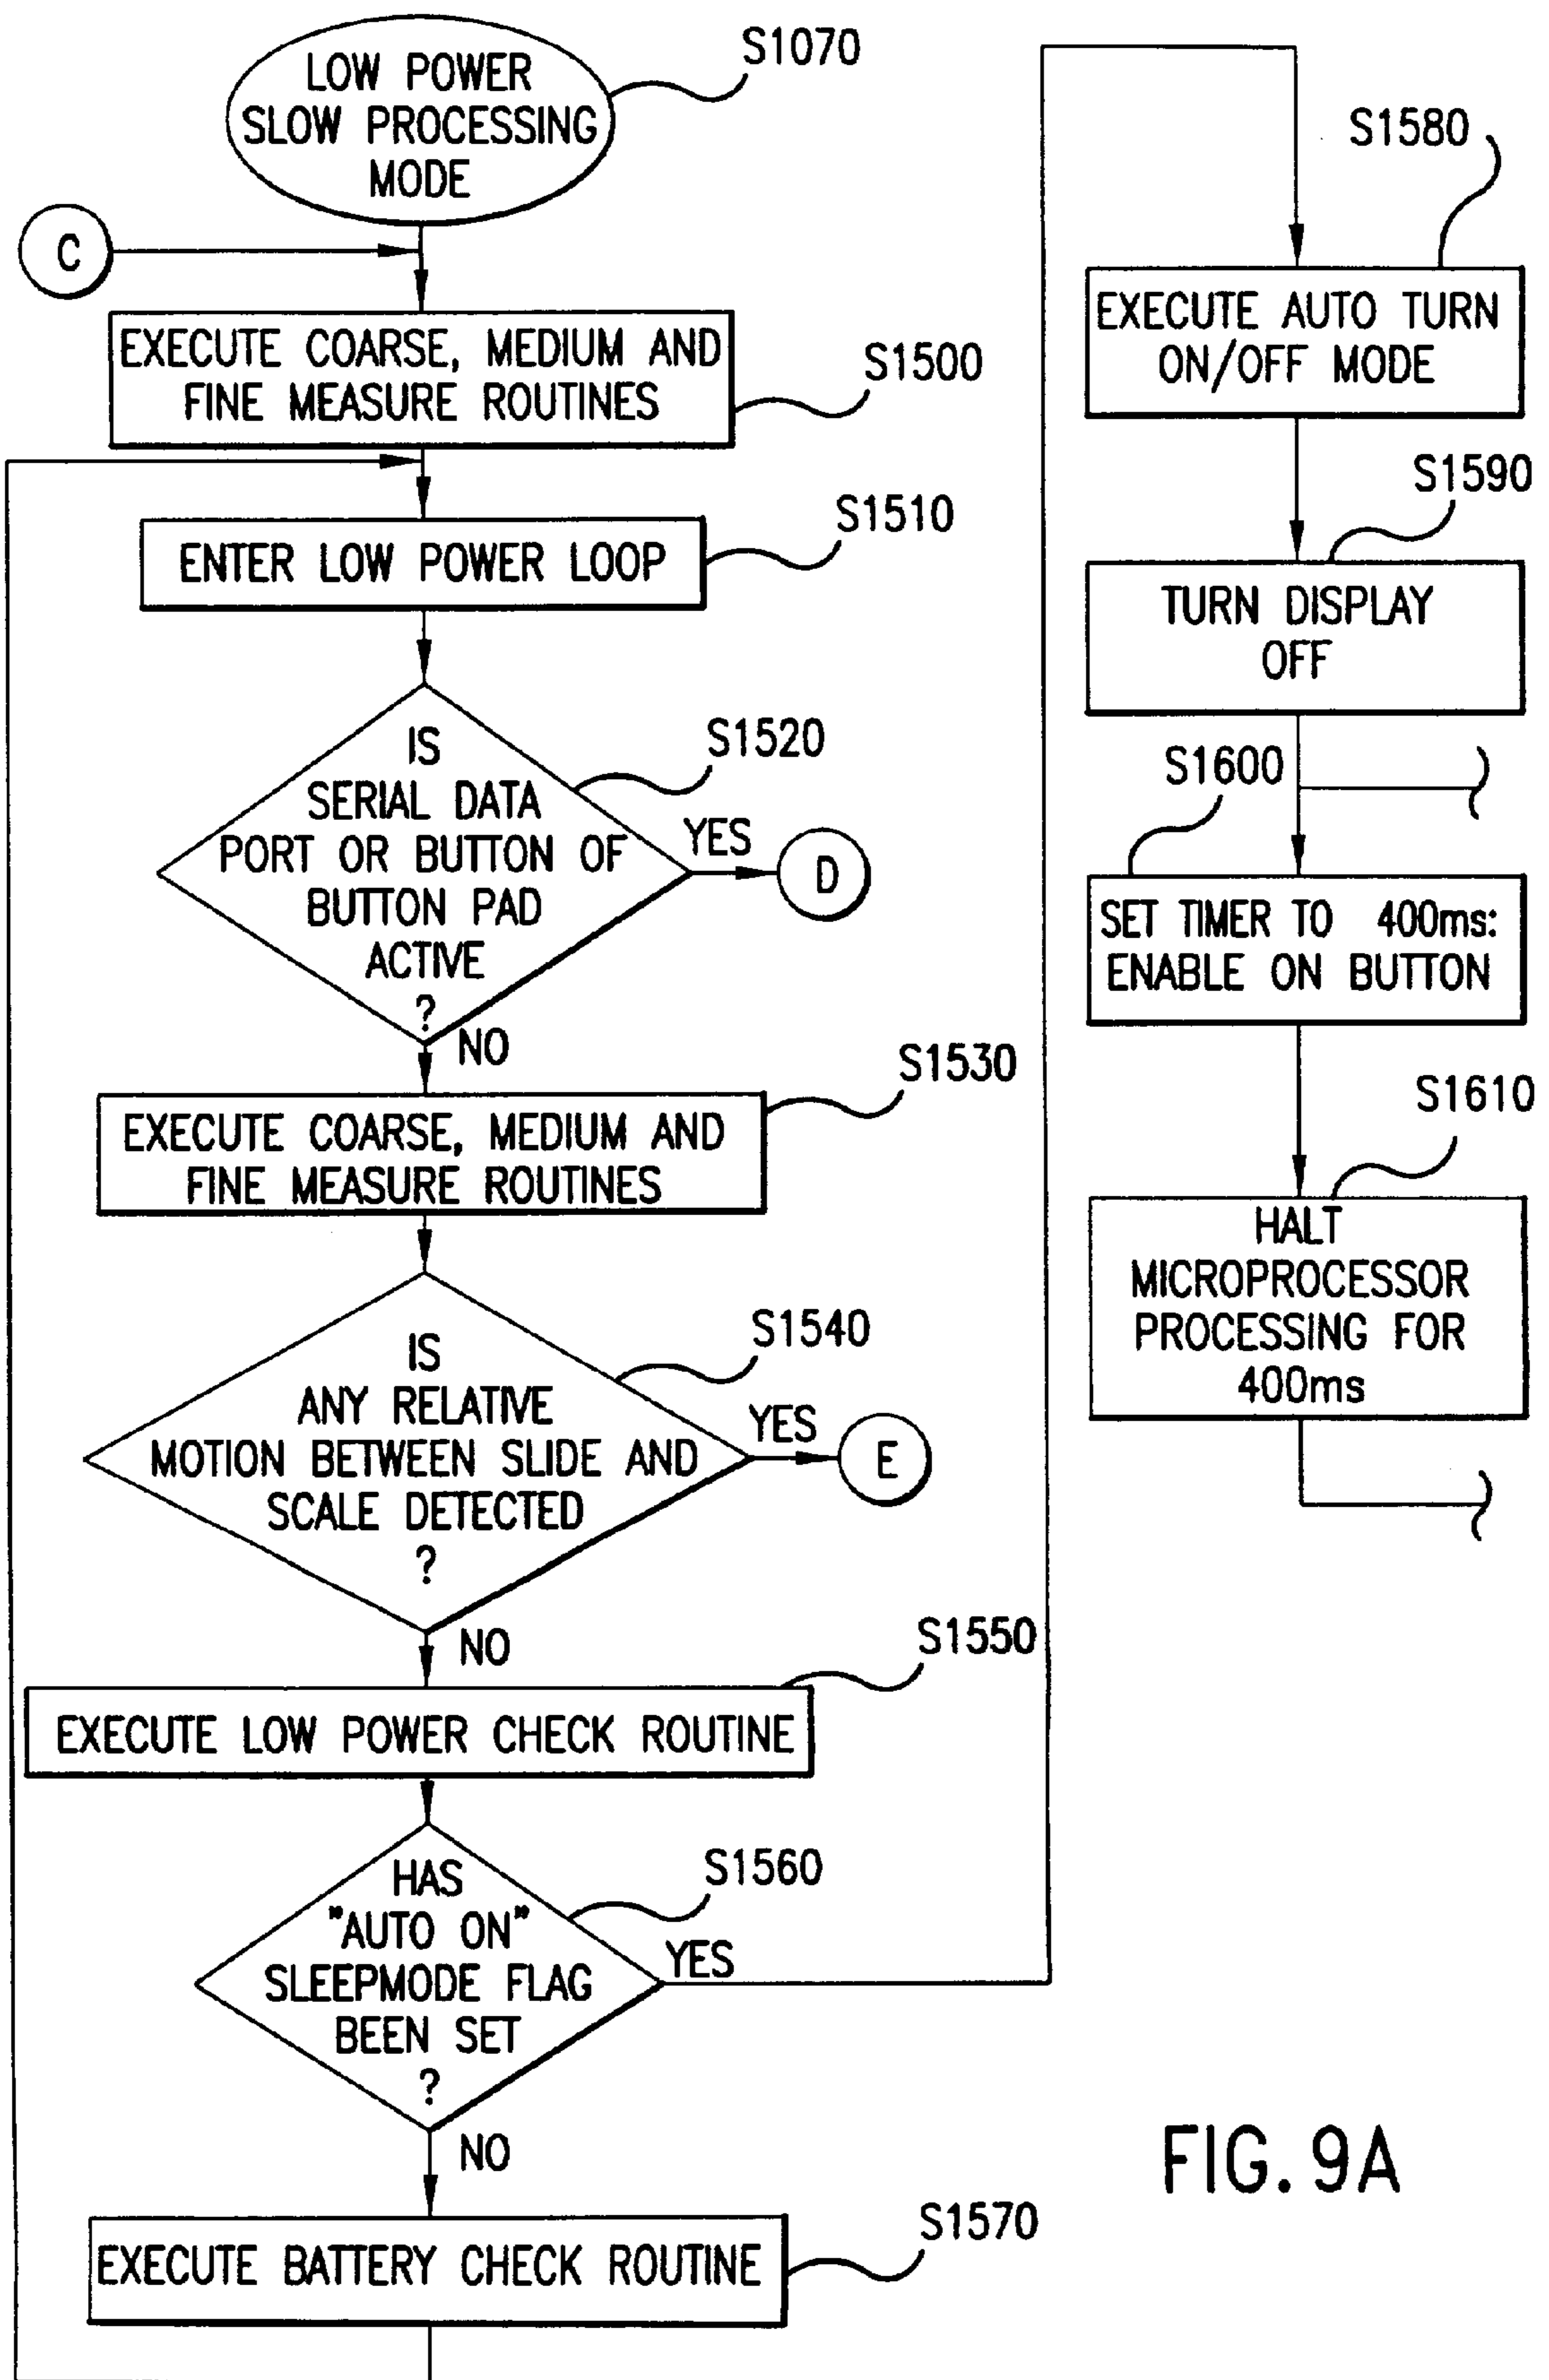 LOW POWER
SLOW PROCESSING
MODE
S1070
C
EXECUTE COARSE, MEDIUM AND
FINE MEASURE ROUTINES
S1500
ENTER LOW POWER LOOP
S1510
IS
SERIAL DATA
PORT OR BUTTON OF
BUTTON PAD
ACTIVE
?
S1520
YES
D
NO
EXECUTE COARSE, MEDIUM AND
FINE MEASURE ROUTINES
S1530
IS
ANY RELATIVE
MOTION BETWEEN SLIDE AND
SCALE DETECTED
?
S1540
YES
E
NO
EXECUTE LOW POWER CHECK ROUTINE
S1550
HAS
"AUTO ON"
SLEEPMODE FLAG
BEEN SET
?
S1560
YES
NO
EXECUTE BATTERY CHECK ROUTINE
S1570
S1580
EXECUTE AUTO TURN
ON/OFF MODE
S1590
TURN DISPLAY
OFF
S1600
SET TIMER TO 400ms:
ENABLE ON BUTTON
S1610
HALT
MICROPROCESSOR
PROCESSING FOR
400ms
FIG. 9A